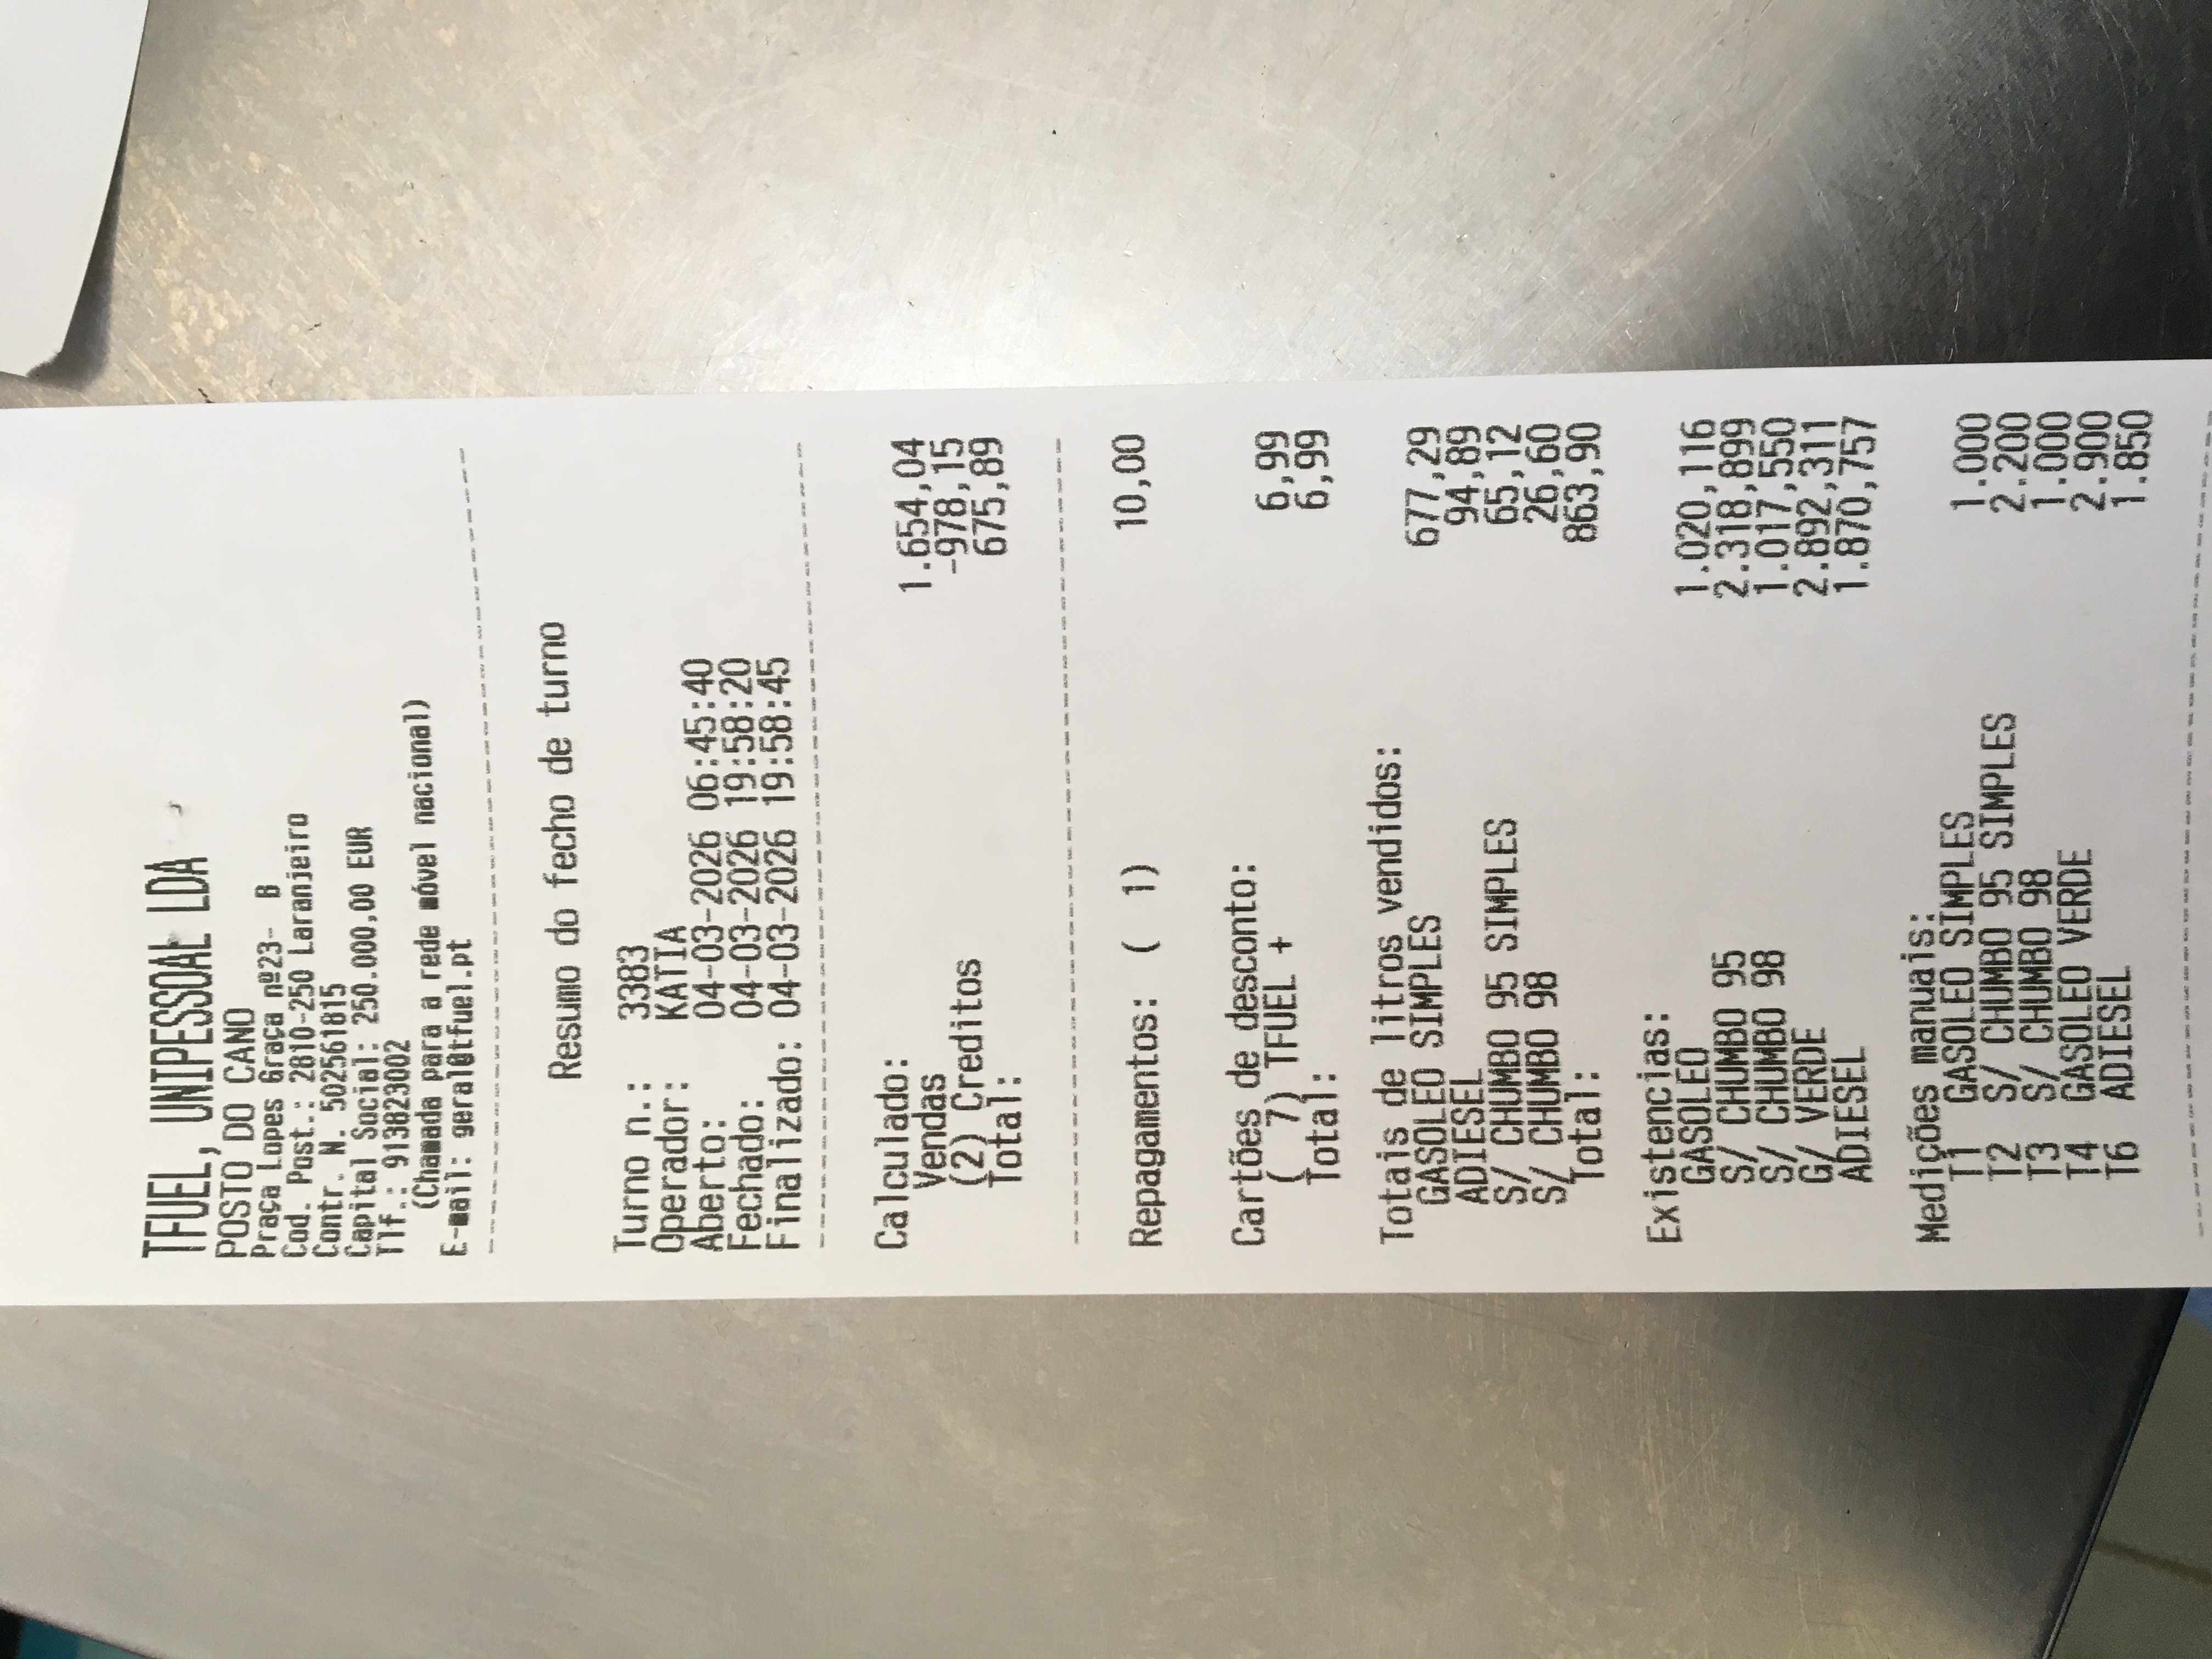 TFUEL, UNIPESSOAL LDA
POSTO DO CANO
Praça Lopes Graça nº23- B
Cod. Post.: 2810-250 Laranjeiro
Contr. N. 502561815
Capital Social: 250.000,00 EUR
Tlf.: 913823002
(Chamada para a rede móvel nacional)
E-mail: geral@tfuel.pt
Resumo do fecho de turno
Turno n.: 3383
Operador: KATIA
Aberto: 04-03-2026 06:45:40
Fechado: 04-03-2026 19:58:20
Finalizado: 04-03-2026 19:58:45
Calculado:
Vendas 1.654,04
(2) Creditos -978,15
Total: 675,89
Repagamentos: ( 1) 10,00
Cartões de desconto:
( 7) TFUEL + 6,99
Total: 6,99
Totais de litros vendidos:
GASOLEO SIMPLES 677,29
ADIESEL 94,89
S/ CHUMBO 95 SIMPLES 65,12
S/ CHUMBO 98 26,60
Total: 863,90
Existencias:
GASOLEO 1.020,116
S/ CHUMBO 95 2.318,899
S/ CHUMBO 98 1.017,550
G/ VERDE 2.892,311
ADIESEL 1.870,757
Medições manuais:
T1 GASOLEO SIMPLES 1.000
T2 S/ CHUMBO 95 SIMPLES 2.200
T3 S/ CHUMBO 98 1.000
T4 GASOLEO VERDE 2.900
T6 ADIESEL 1.850